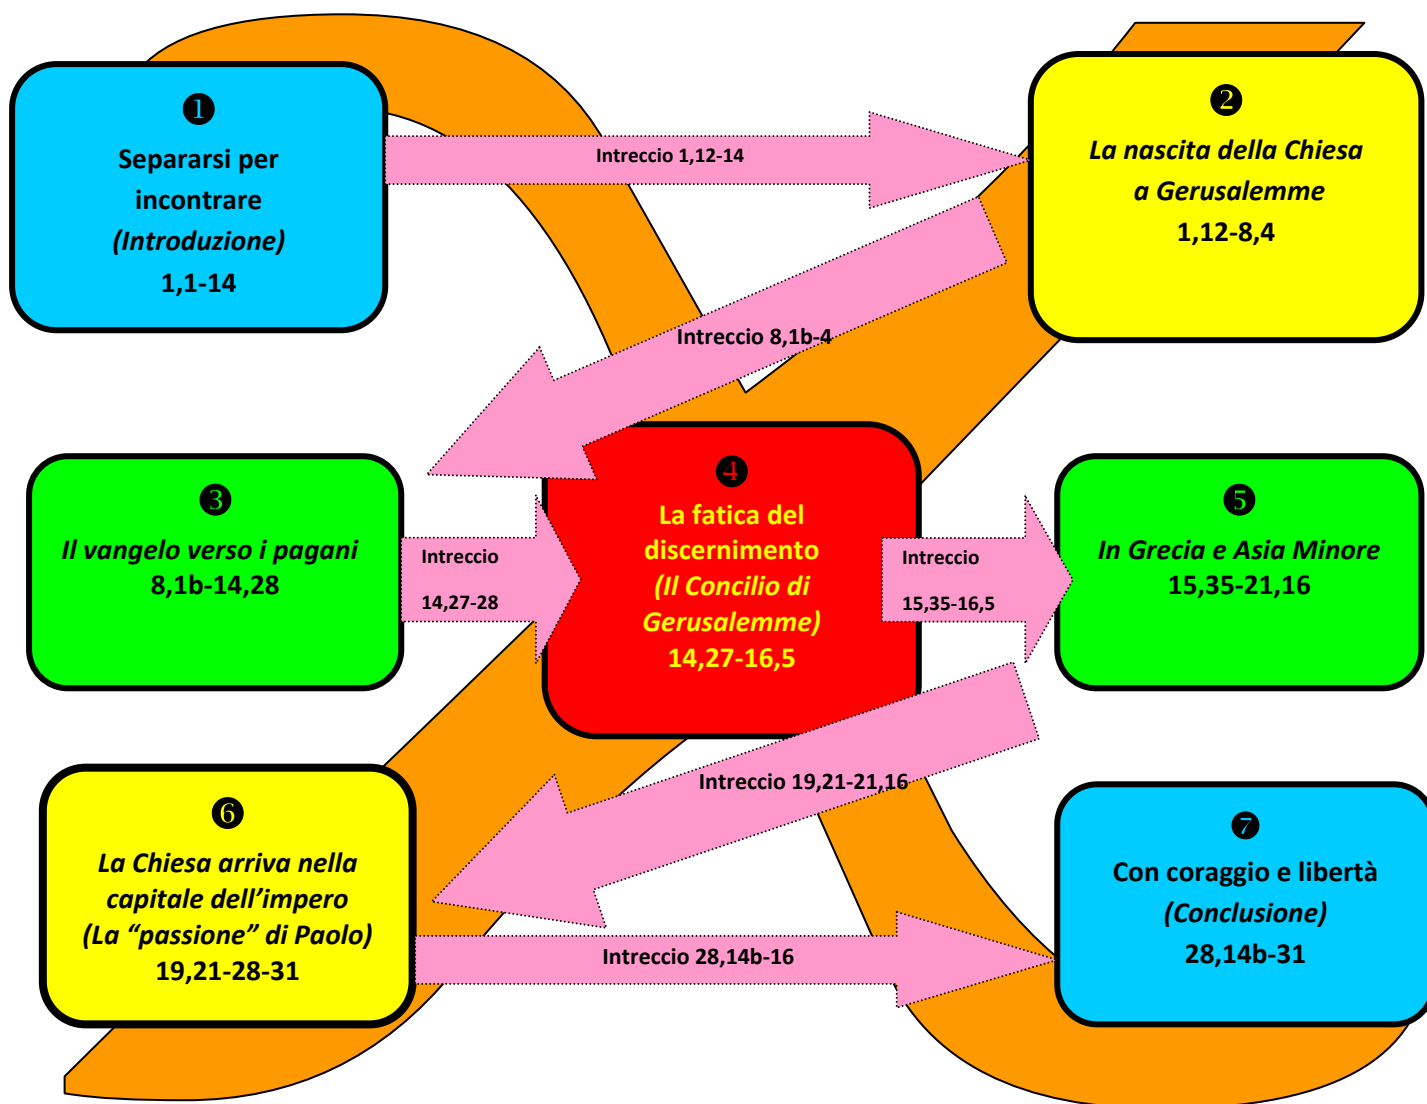 ❶
Separarsi per
incontrare
(Introduzione)
1,1-14
Intreccio 1,12-14
❷
La nascita della Chiesa
a Gerusalemme
1,12-8,4
Intreccio 8,1b-4
❸
Il vangelo verso i pagani
8,1b-14,28
Intreccio
14,27-28
❹
La fatica del
discernimento
(Il Concilio di
Gerusalemme)
14,27-16,5
Intreccio
15,35-16,5
❺
In Grecia e Asia Minore
15,35-21,16
Intreccio 19,21-21,16
❻
La Chiesa arriva nella
capitale dell’impero
(La “passione” di Paolo)
19,21-28-31
Intreccio 28,14b-16
❼
Con coraggio e libertà
(Conclusione)
28,14b-31